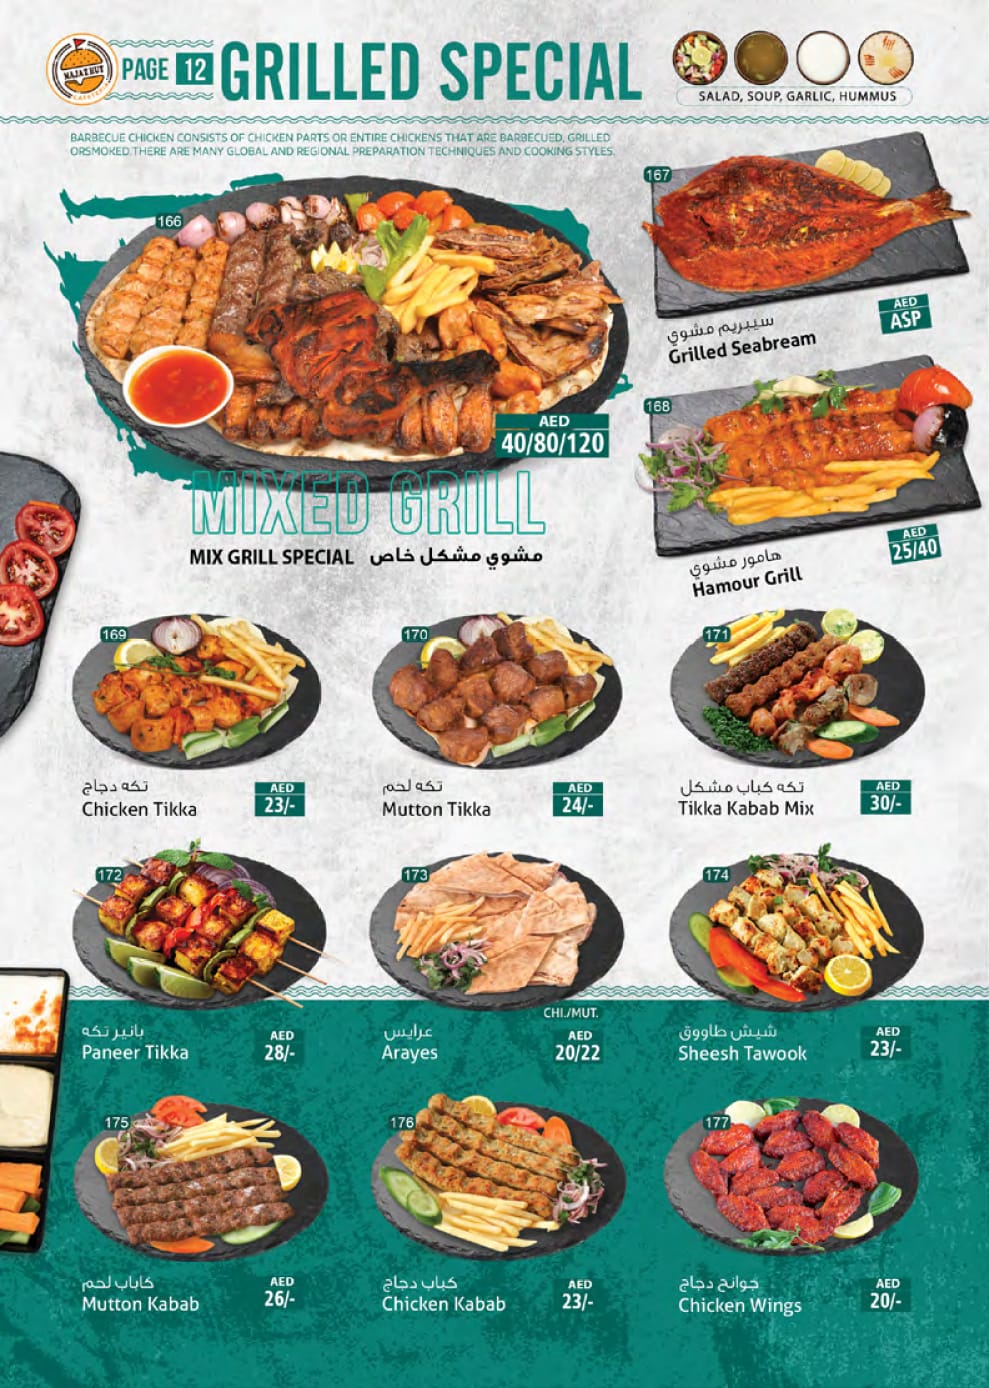 MAJAZ HUT
CAFETERIA
PAGE 12
GRILLED SPECIAL
SALAD, SOUP, GARLIC, HUMMUS
BARBECUE CHICKEN CONSISTS OF CHICKEN PARTS OR ENTIRE CHICKENS THAT ARE BARBECUED, GRILLED
ORSMOKED.THERE ARE MANY GLOBAL AND REGIONAL PREPARATION TECHNIQUES AND COOKING STYLES.
166
AED
40/80/120
MIXED GRILL
MIX GRILL SPECIAL مشوي مشكل خاص
167
AED
ASP
سيبريم مشوي
Grilled Seabream
168
AED
25/40
هامور مشوي
Hamour Grill
169
تكه دجاج
Chicken Tikka
AED
23/-
170
تكه لحم
Mutton Tikka
AED
24/-
171
تكه كباب مشكل
Tikka Kabab Mix
AED
30/-
172
بانير تكه
Paneer Tikka
AED
28/-
173
CHI./MUT.
عرايس
Arayes
AED
20/22
174
شيش طاووق
Sheesh Tawook
AED
23/-
175
كاباب لحم
Mutton Kabab
AED
26/-
176
كباب دجاج
Chicken Kabab
AED
23/-
177
جوانح دجاج
Chicken Wings
AED
20/-